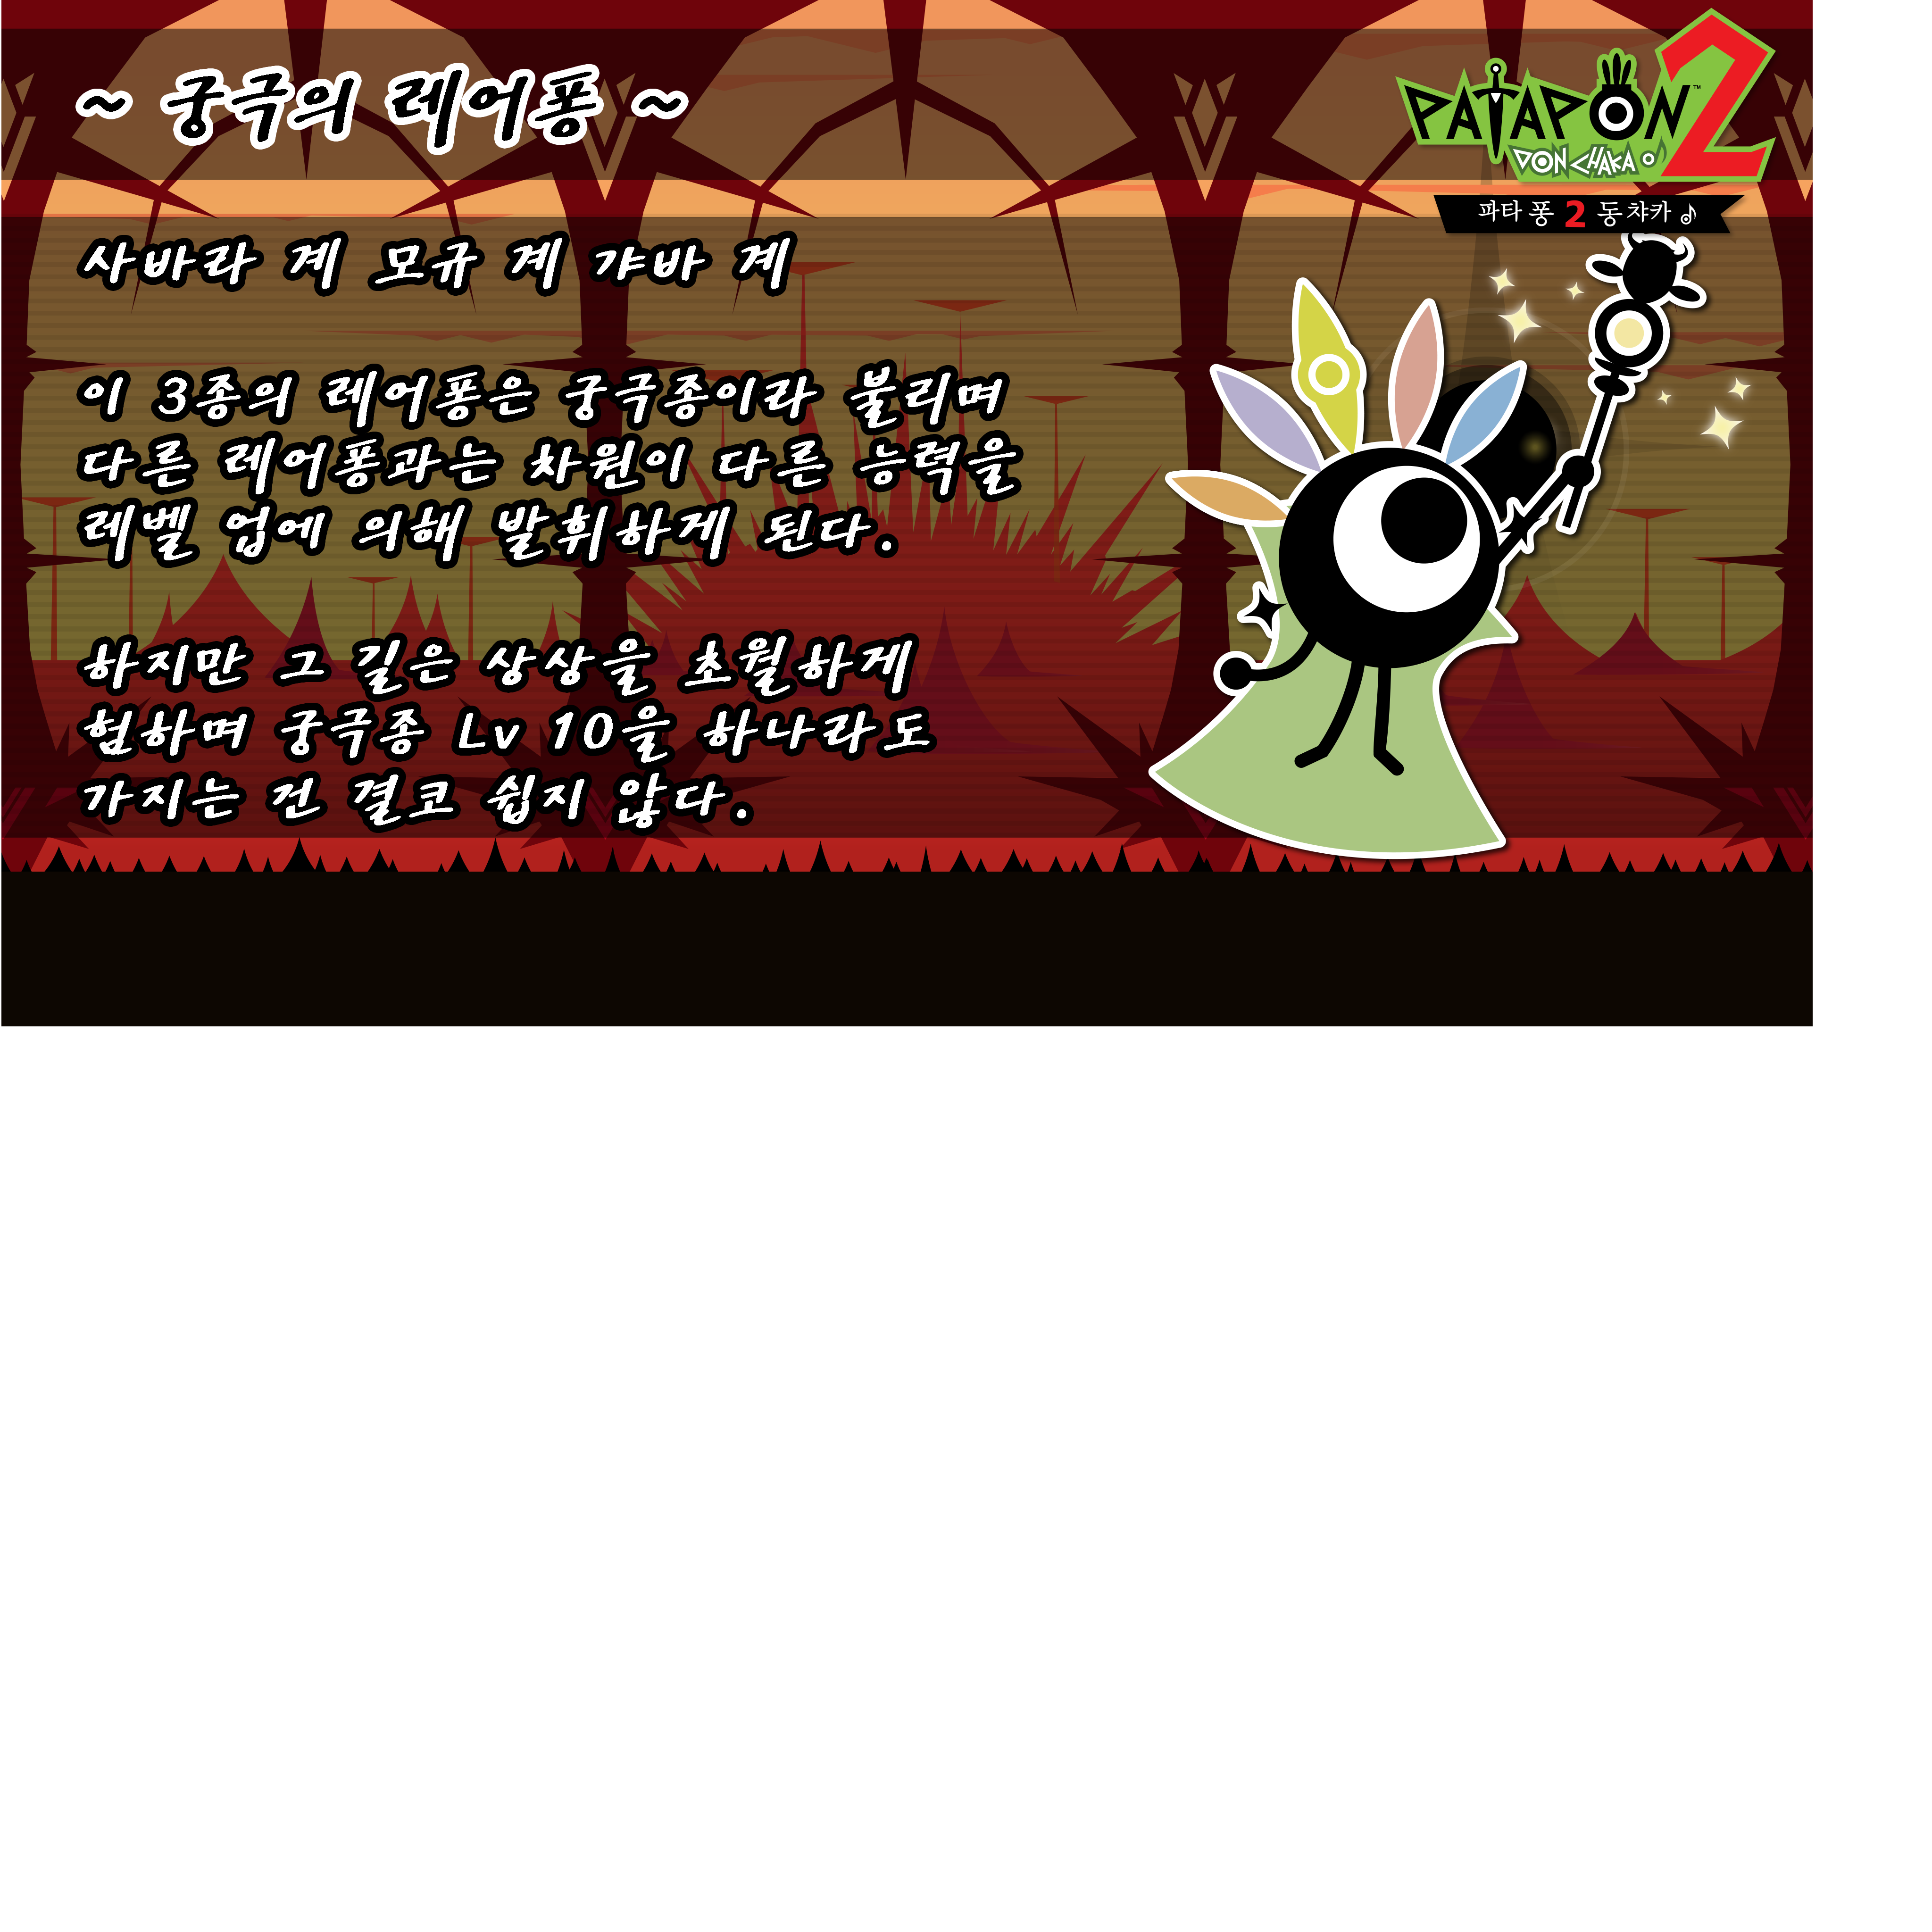 ~ 궁극의 레어퐁 ~
PATAPON 2 ™
DON CHAKA♪
파타퐁 2 동챠카♪
사바라 계 모규 계 갸바 계
이 3종의 레어퐁은 궁극종이라 불리며
다른 레어퐁과는 차원이 다른 능력을
레벨 업에 의해 발휘하게 된다.
하지만 그 길은 상상을 초월하게
험하며 궁극종 Lv 10을 하나라도
가지는 건 결코 쉽지 않다.